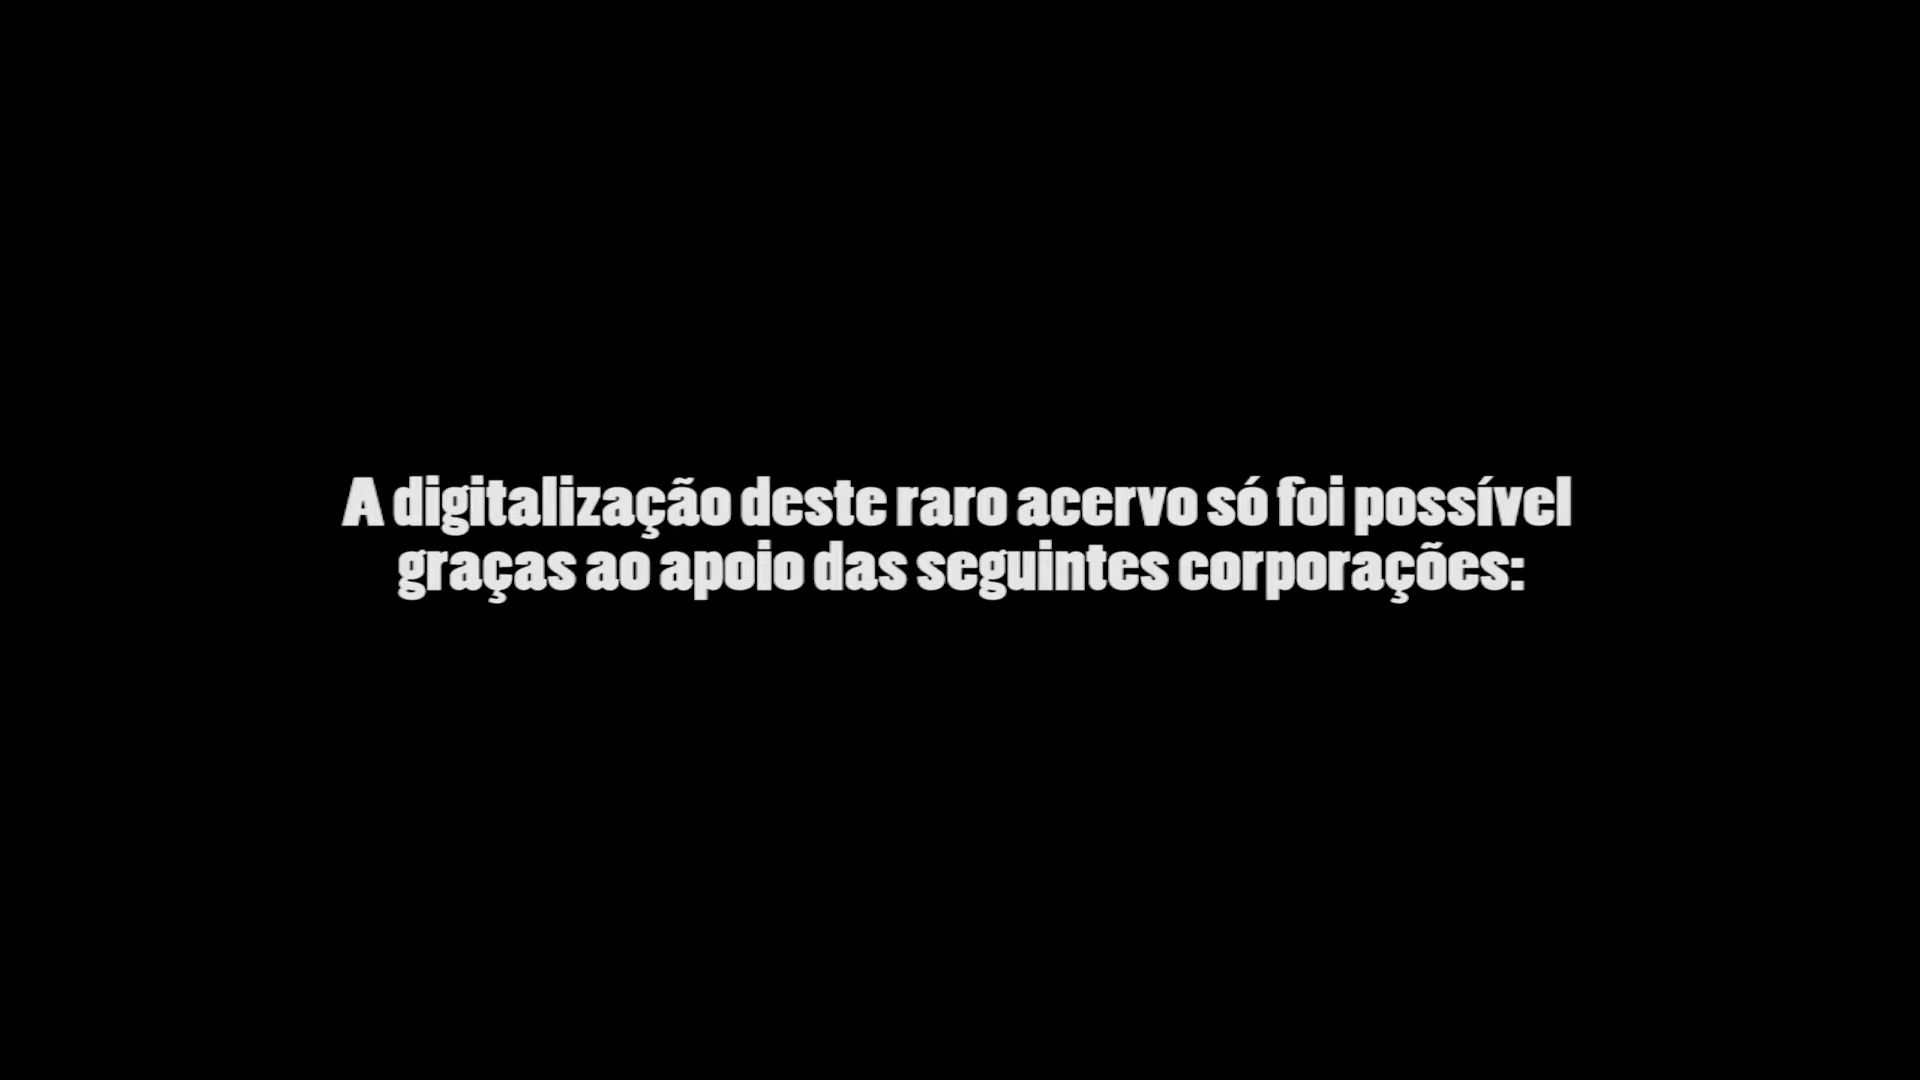 A digitalização deste raro acervo só foi possível
graças ao apoio das seguintes corporações: